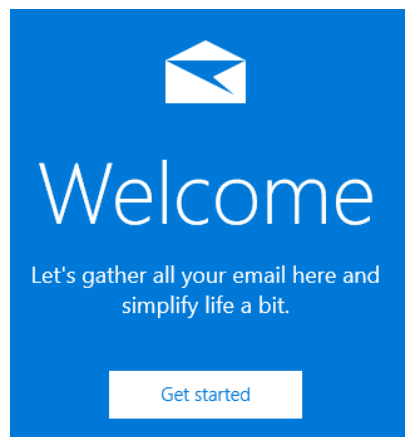 Welcome
Let's gather all your email here and
simplify life a bit.
Get started